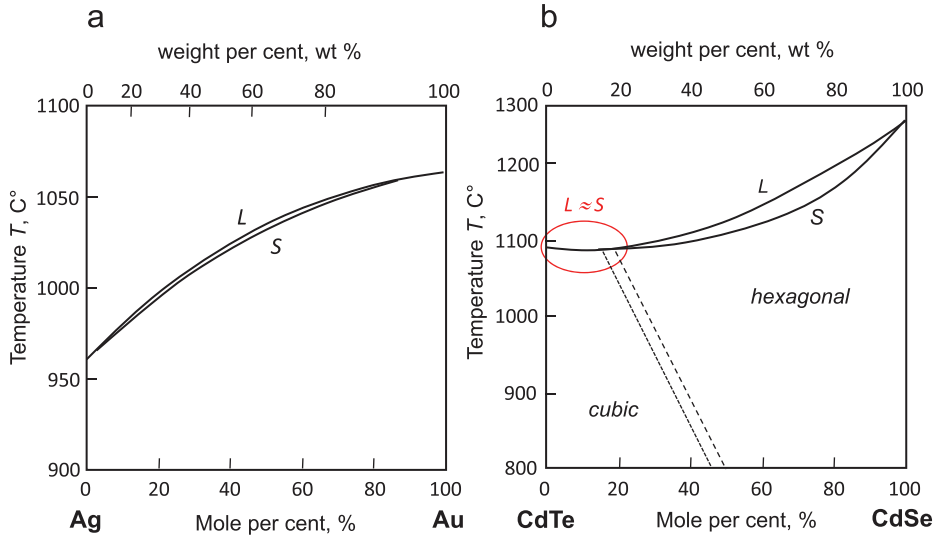 a
weight per cent, wt %
0 20 40 60 80 100
1100
1050
1000
950
900
Temperature T, C°
L
S
0 20 40 60 80 100
Ag Mole per cent, % Au
b
weight per cent, wt %
0 20 40 60 80 100
1300
1200
1100
1000
900
800
Temperature T, C°
L ≈ S
L
S
hexagonal
cubic
0 20 40 60 80 100
CdTe Mole per cent, % CdSe